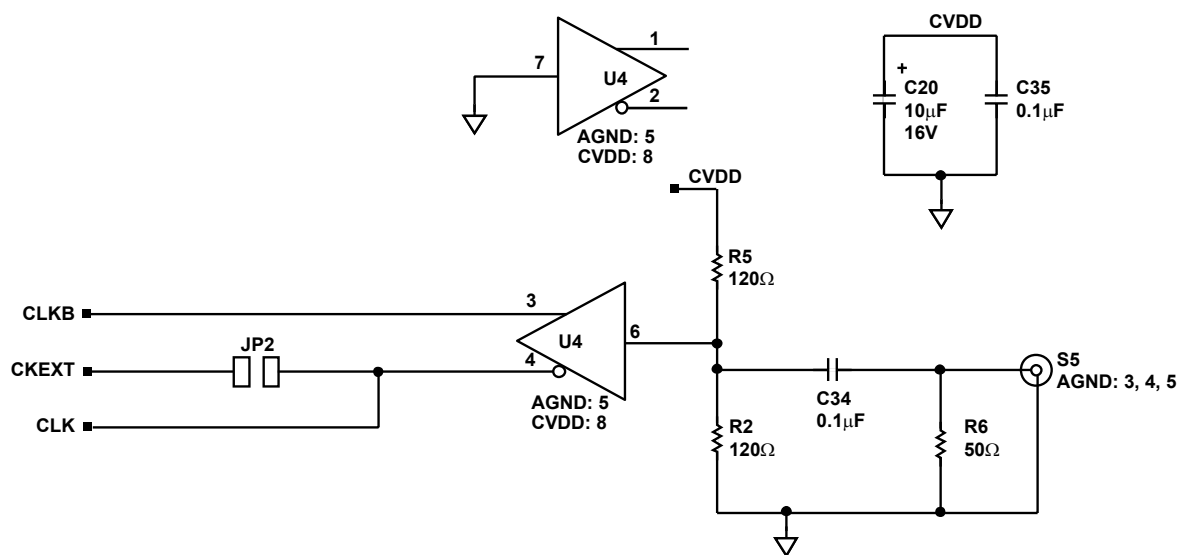 1
7
U4
2
AGND: 5
CVDD: 8
CVDD
+
C20
10µF
16V
C35
0.1µF
CVDD
R5
120Ω
CLKB
3
U4
6
JP2
CKEXT
4
CLK
AGND: 5
CVDD: 8
C34
0.1µF
S5
AGND: 3, 4, 5
R2
120Ω
R6
50Ω